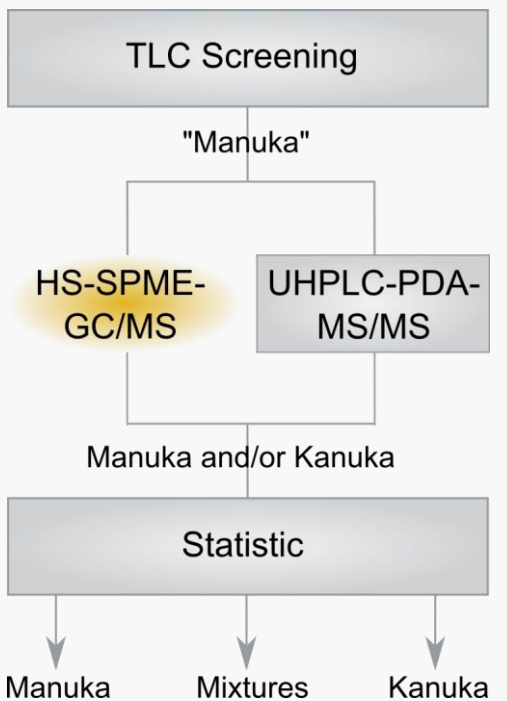 TLC Screening
"Manuka"
HS-SPME-
GC/MS
UHPLC-PDA-
MS/MS
Manuka and/or Kanuka
Statistic
Manuka
Mixtures
Kanuka